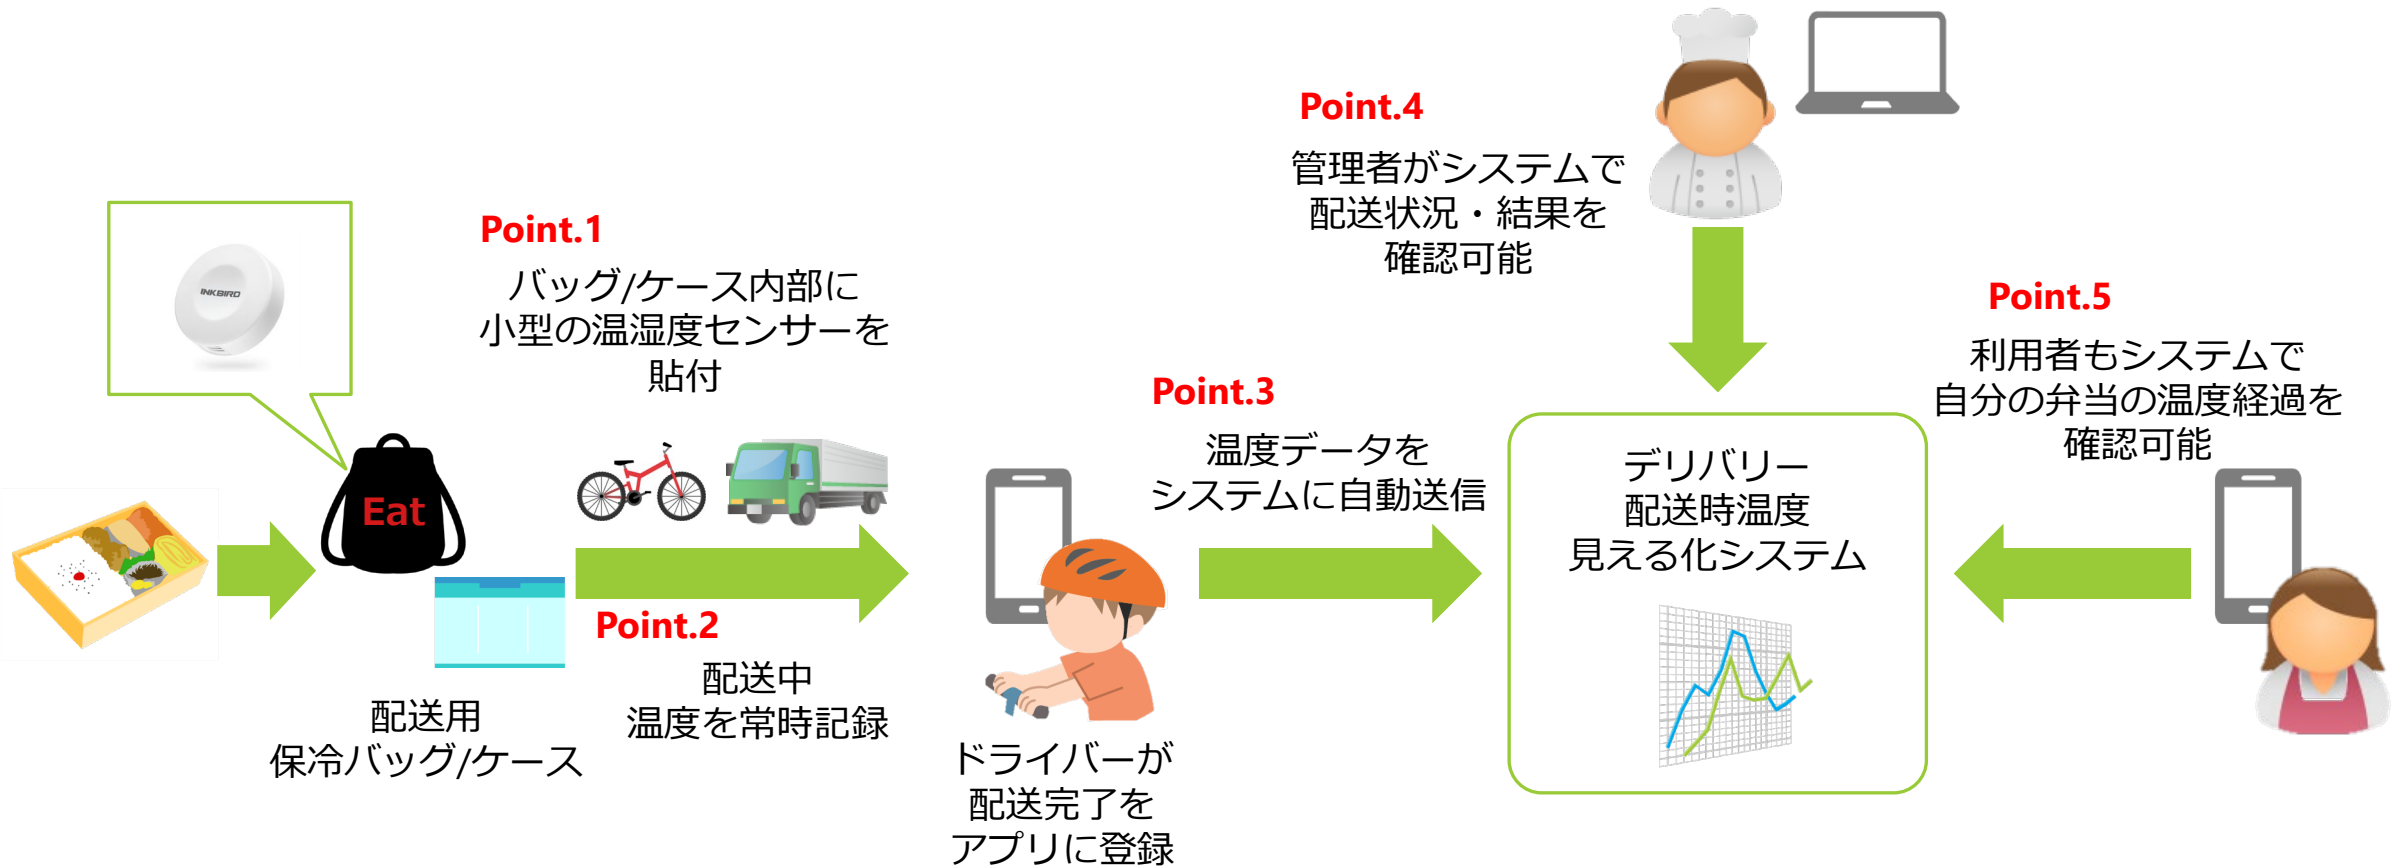 INKBIRD
Point.1
バッグ/ケース内部に
小型の温湿度センサーを
貼付
Eat
配送用
保冷バッグ/ケース
Point.2
配送中
温度を常時記録
ドライバーが
配送完了を
アプリに登録
Point.3
温度データを
システムに自動送信
Point.4
管理者がシステムで
配送状況・結果を
確認可能
デリバリー
配送時温度
見える化システム
Point.5
利用者もシステムで
自分の弁当の温度経過を
確認可能